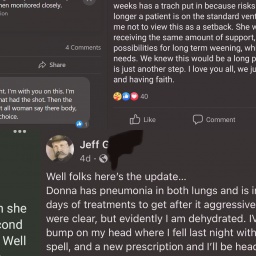 nen monitored closely.
ion
4 Comments
Share
nt. I'm with you on this. I'm
nat had the shot. Then the
t all woman say there body,
choice.
n she
cond
Well
weeks has a trach put in because risks
longer a patient is on the standard vent
me not to view this as a setback. She w
receiving the same amount of support,
possibilities for long term weening, wh
needs. We knew this would be a long p
is just another step. I love you all, we ju
and having faith.
40
Like
Comment
Jeff G
4d
Well folks here's the update...
Donna has pneumonia in both lungs and is i
days of treatments to get after it aggressive
were clear, but evidently I am dehydrated. IV
bump on my head where I fell last night with
spell, and a new prescription and I'll be head